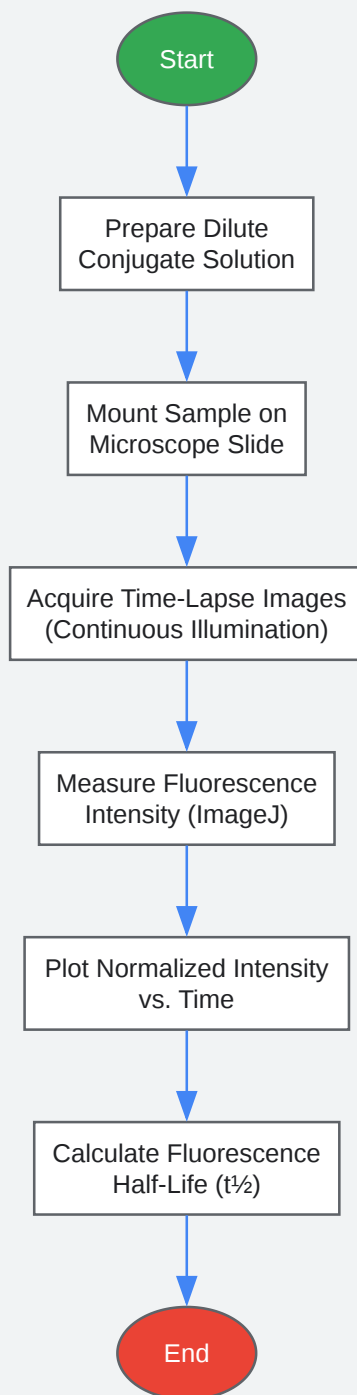 Start
Prepare Dilute
Conjugate Solution
Mount Sample on
Microscope Slide
Acquire Time-Lapse Images
(Continuous Illumination)
Measure Fluorescence
Intensity (ImageJ)
Plot Normalized Intensity
vs. Time
Calculate Fluorescence
Half-Life (t½)
End